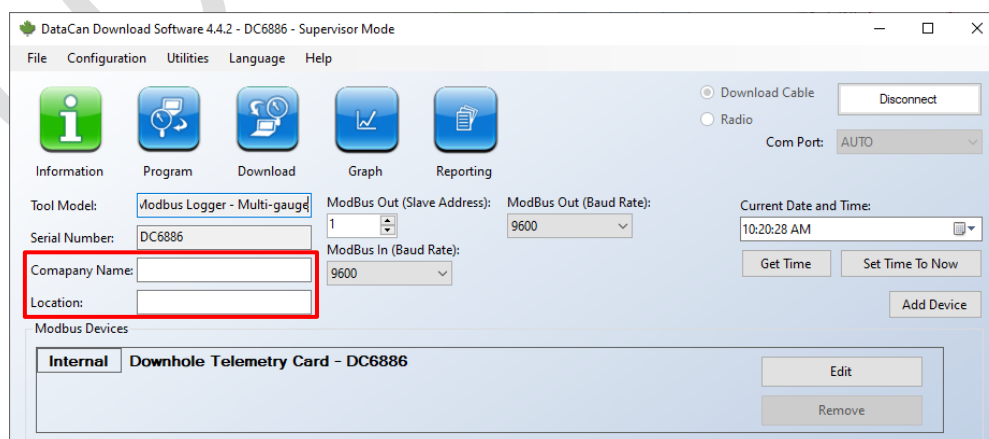 DataCan Download Software 4.4.2 - DC6886 - Supervisor Mode
File Configuration Utilities Language Help
Information Program Download Graph Reporting
Download Cable
Radio
Disconnect
Com Port: AUTO
Tool Model: Modbus Logger - Multi-gauge
Serial Number: DC6886
Comapany Name:
Location:
ModBus Out (Slave Address):
1
ModBus In (Baud Rate):
9600
ModBus Out (Baud Rate):
9600
Current Date and Time:
10:20:28 AM
Get Time Set Time To Now
Add Device
Modbus Devices
Internal Downhole Telemetry Card - DC6886
Edit
Remove